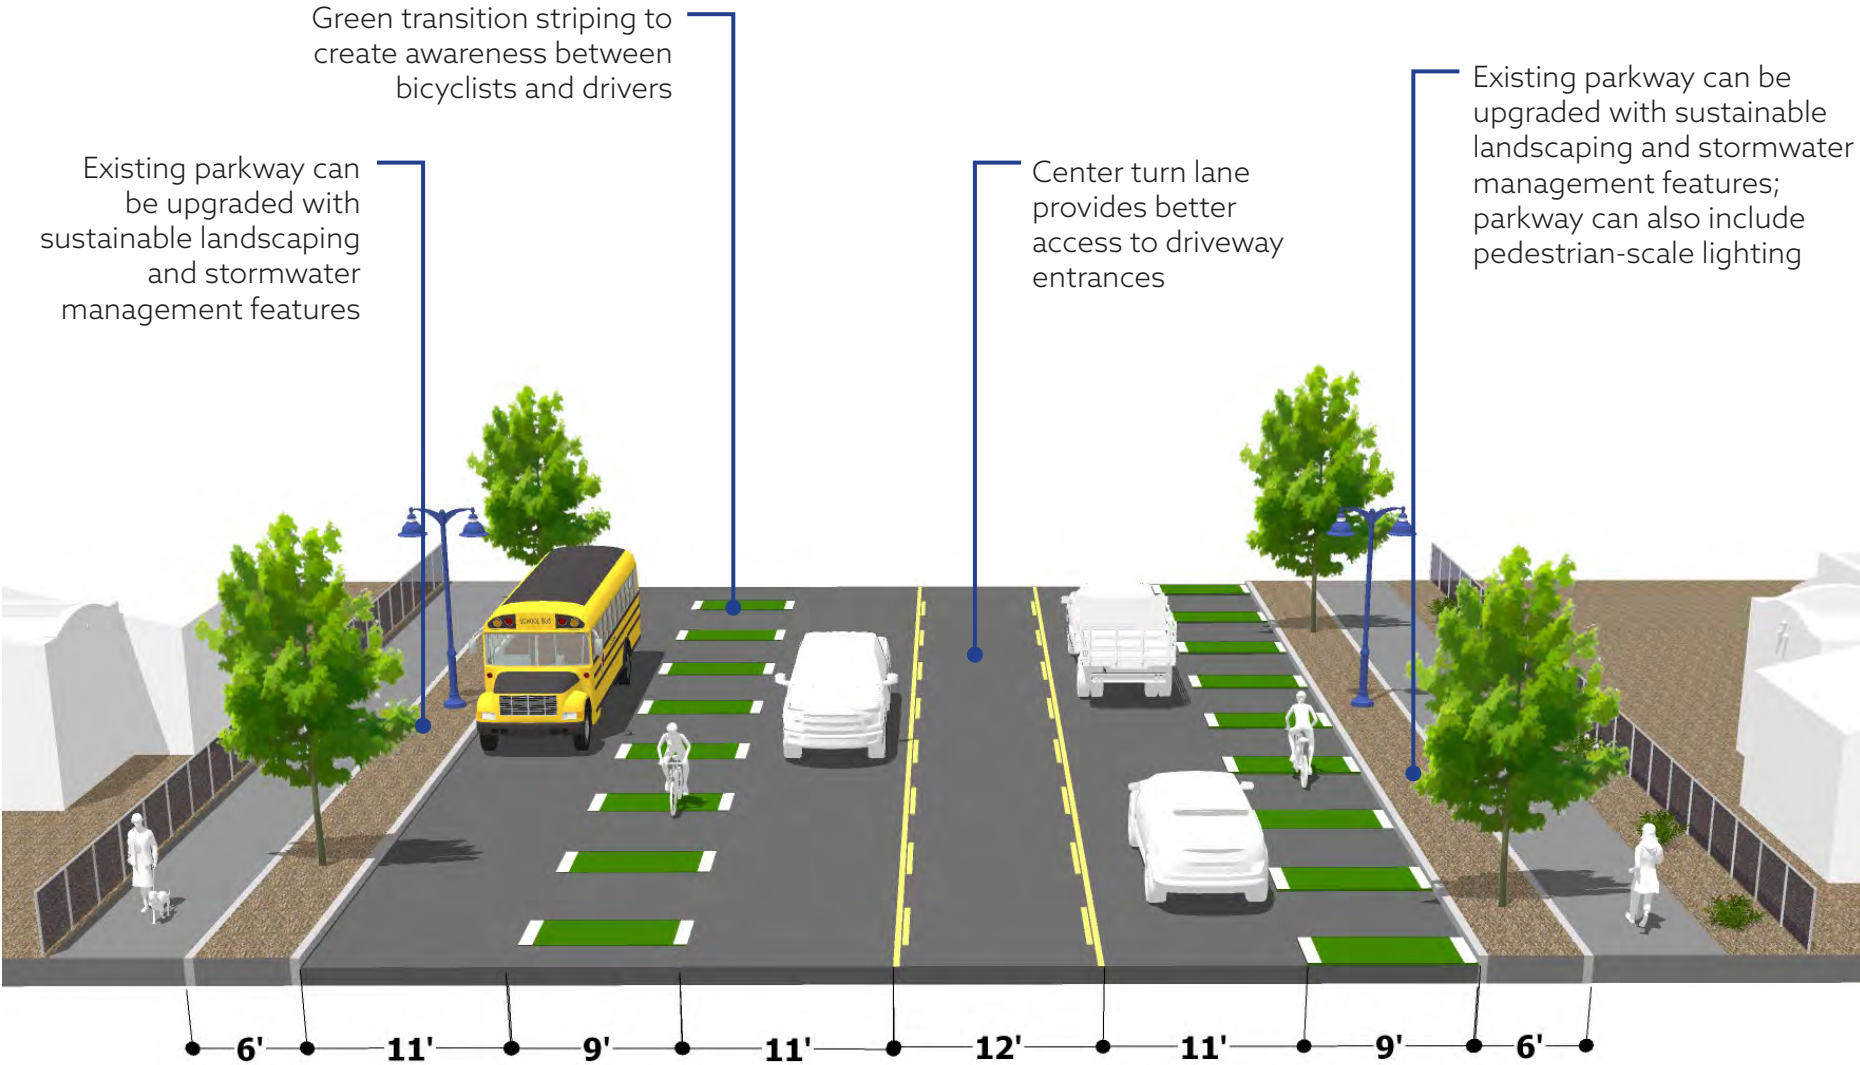 Green transition striping to
create awareness between
bicyclists and drivers
Existing parkway can
be upgraded with
sustainable landscaping
and stormwater
management features
Center turn lane
provides better
access to driveway
entrances
Existing parkway can be
upgraded with sustainable
landscaping and stormwater
management features;
parkway can also include
pedestrian-scale lighting
SCHOOL BUS
6' 11' 9' 11' 12' 11' 9' 6'